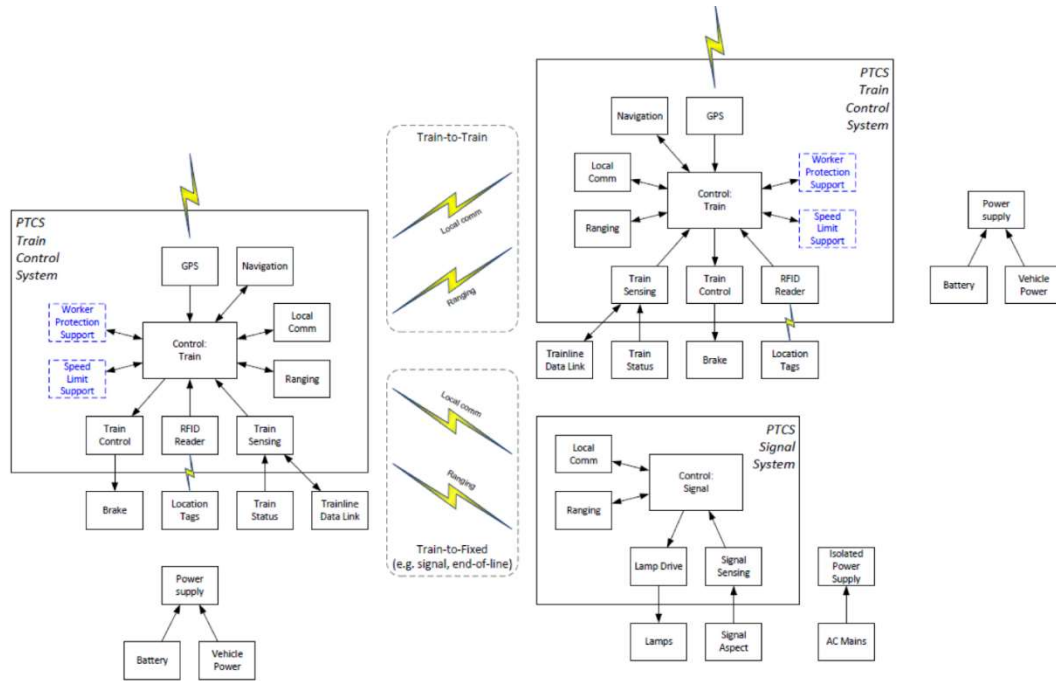 PTCS
Train
Control
System
GPS
Navigation
Worker
Protection
Support
Speed
Limit
Support
Control:
Train
Local
Comm
Ranging
Train
Control
RFID
Reader
Train
Sensing
Brake
Location
Tags
Train
Status
Trainline
Data Link
Power
supply
Battery
Vehicle
Power
Train-to-Train
Local comm
Ranging
Local comm
Ranging
Train-to-Fixed
(e.g. signal, end-of-line)
PTCS
Train
Control
System
Navigation
GPS
Local
Comm
Ranging
Control:
Train
Worker
Protection
Support
Speed
Limit
Support
Train
Sensing
Train
Control
RFID
Reader
Trainline
Data Link
Train
Status
Brake
Location
Tags
Power
supply
Battery
Vehicle
Power
PTCS
Signal
System
Local
Comm
Ranging
Control:
Signal
Lamp Drive
Signal
Sensing
Lamps
Signal
Aspect
Isolated
Power
Supply
AC Mains